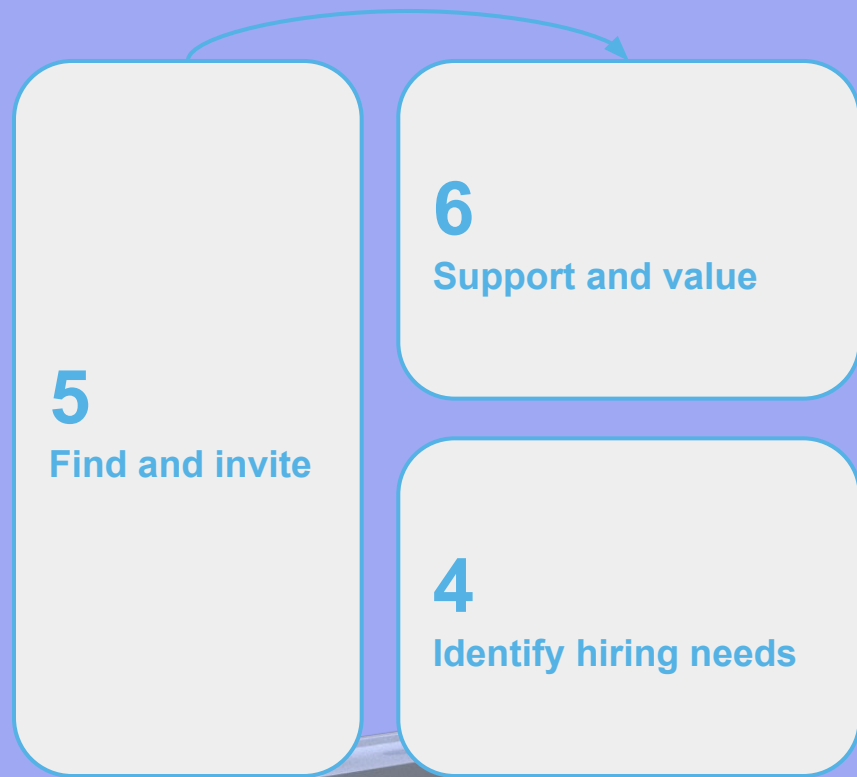 5
Find and invite
6
Support and value
4
Identify hiring needs